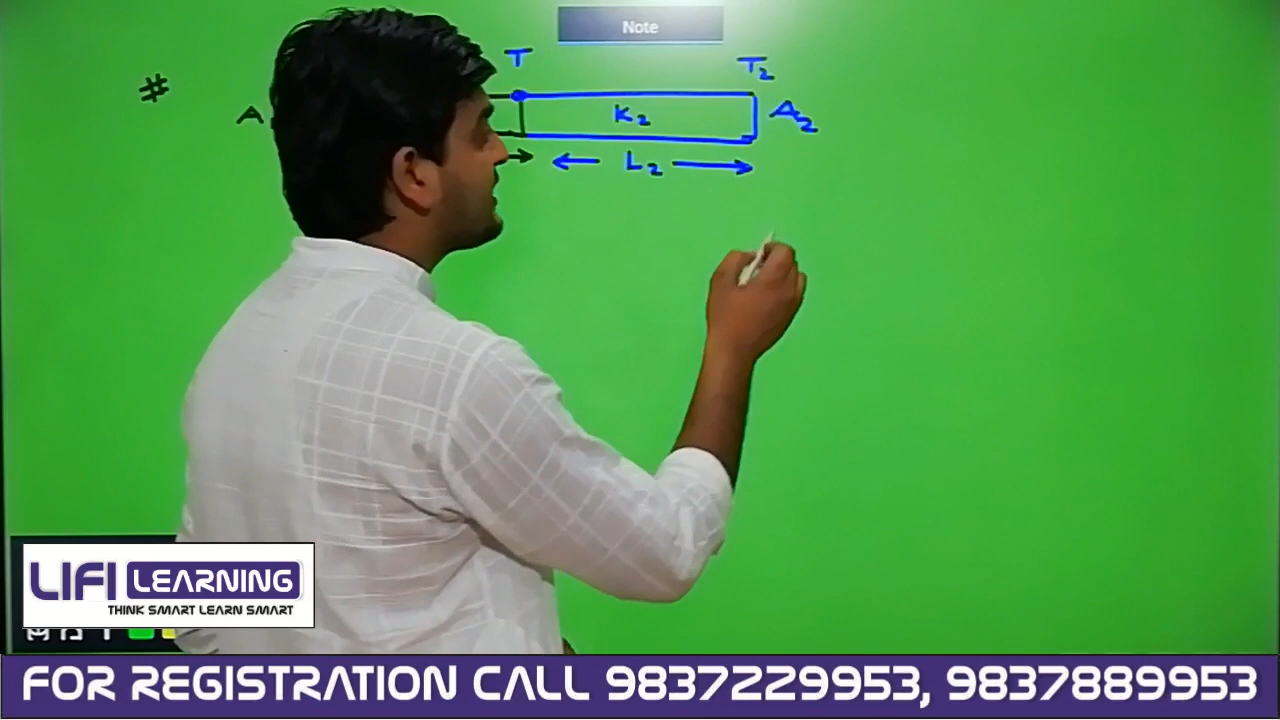 Note
#
T
T2
A
K2
A2
L2
LIFI LEARNING
THINK SMART LEARN SMART
FOR REGISTRATION CALL 9837229953, 9837889953